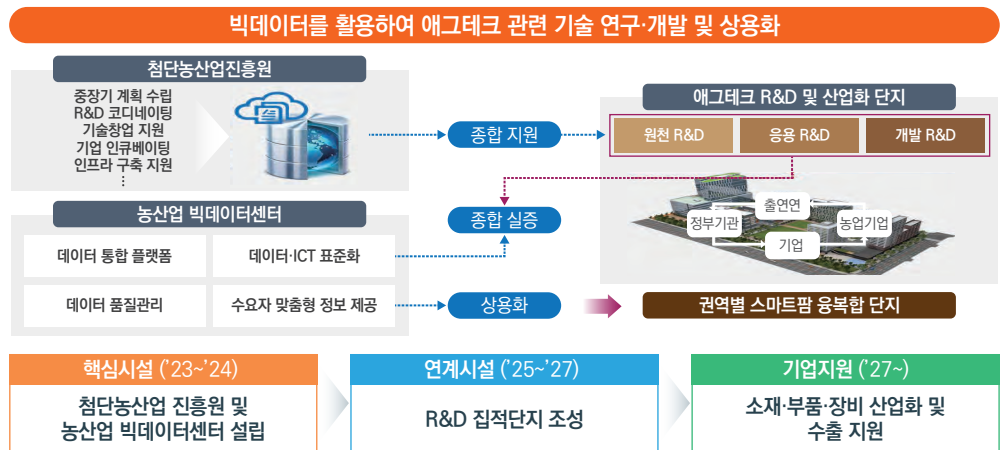 빅데이터를 활용하여 애그테크 관련 기술 연구·개발 및 상용화
첨단농산업진흥원
중장기 계획 수립
R&D 코디네이팅
기술창업 지원
기업 인큐베이팅
인프라 구축 지원
⋮
종합 지원
애그테크 R&D 및 산업화 단지
원천 R&D
응용 R&D
개발 R&D
출연연
정부기관
농업기업
기업
농산업 빅데이터센터
데이터 통합 플랫폼
데이터·ICT 표준화
데이터 품질관리
수요자 맞춤형 정보 제공
종합 실증
상용화
권역별 스마트팜 융복합 단지
핵심시설 (’23~’24)
첨단농산업 진흥원 및
농산업 빅데이터센터 설립
연계시설 (’25~’27)
R&D 집적단지 조성
기업지원 (’27~)
소재·부품·장비 산업화 및
수출 지원